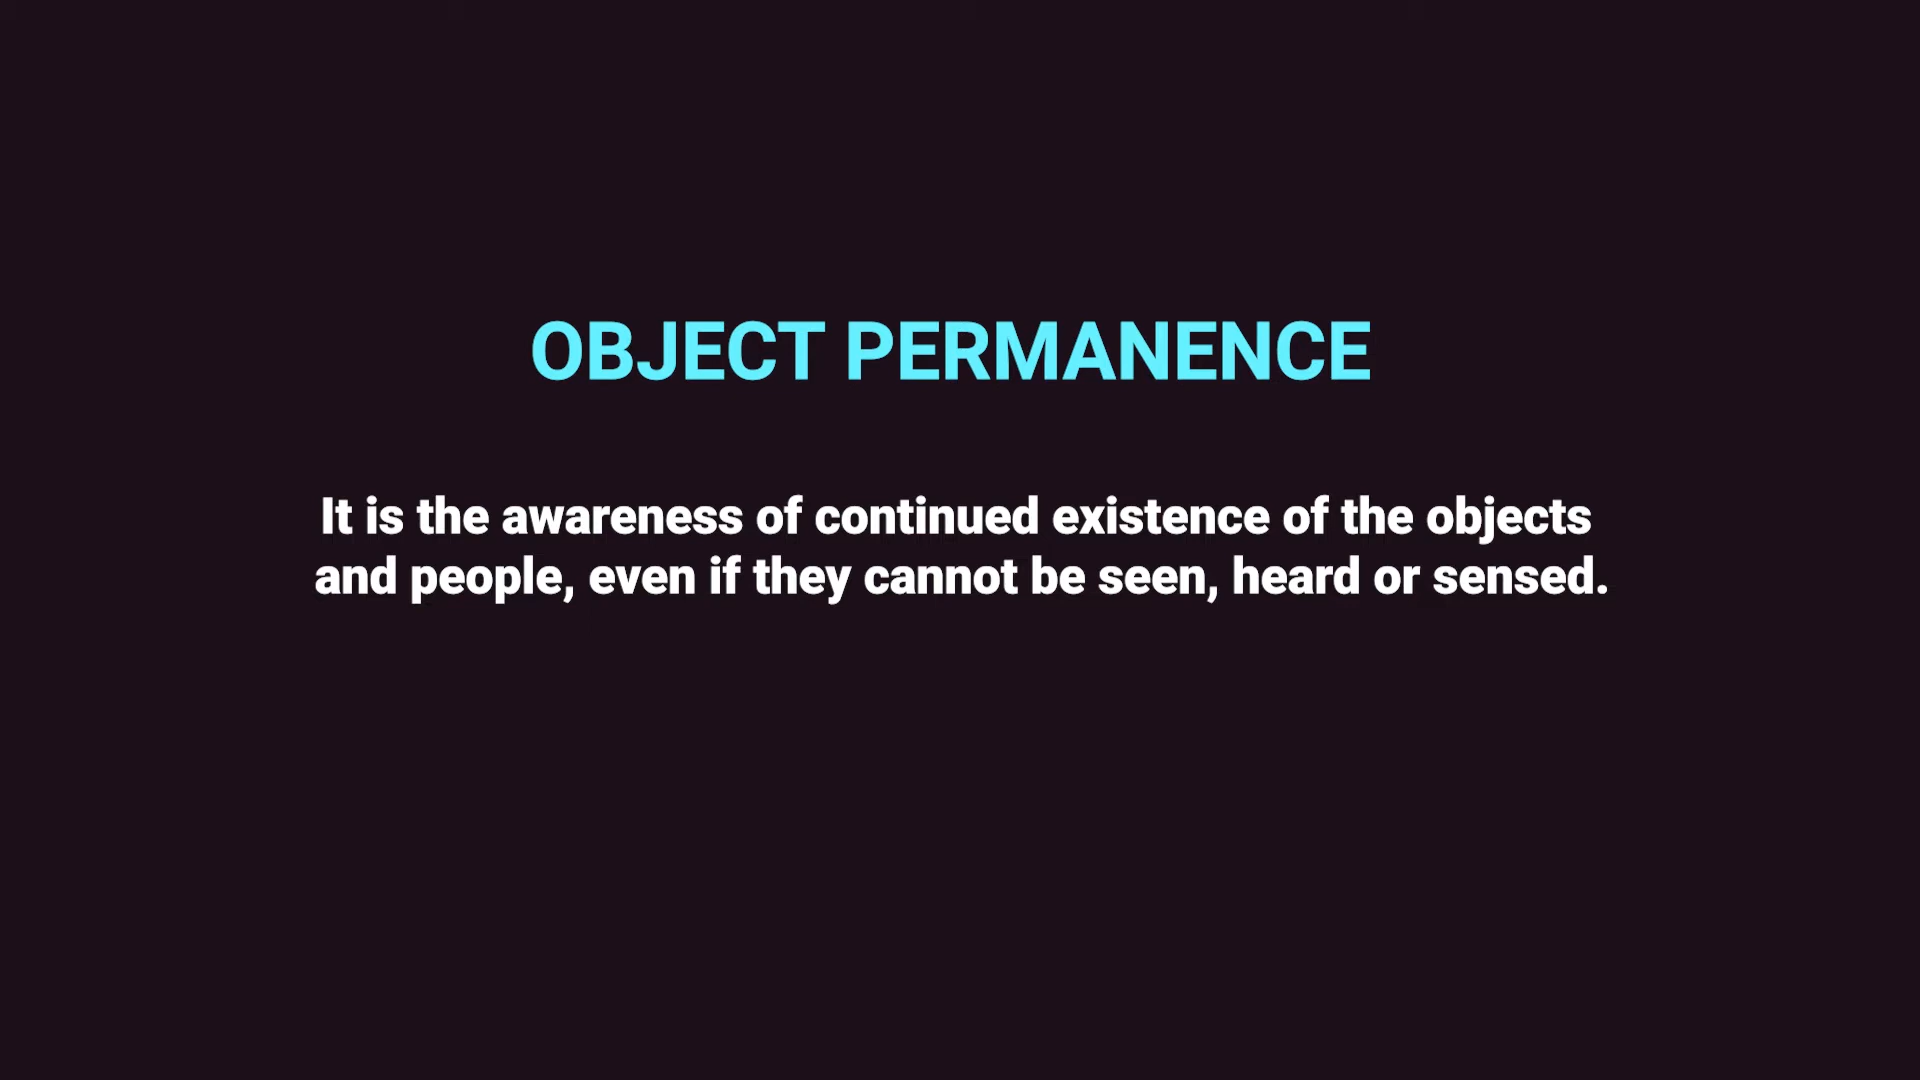 OBJECT PERMANENCE
It is the awareness of continued existence of the objects
and people, even if they cannot be seen, heard or sensed.